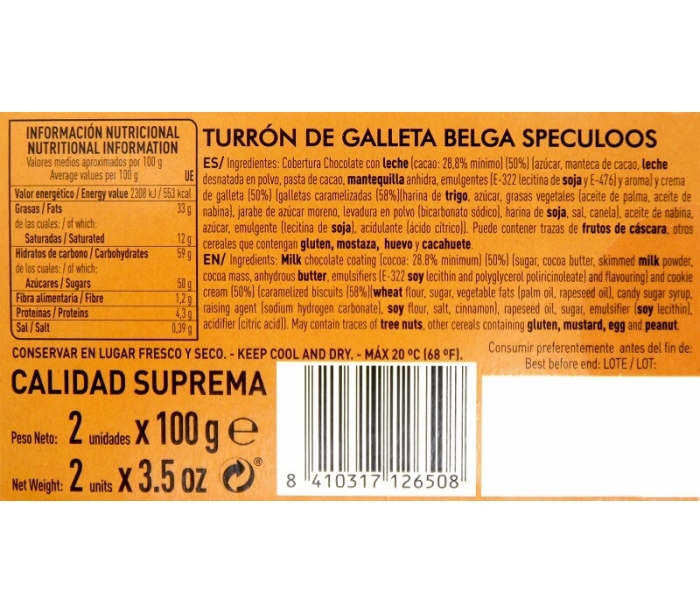 INFORMACIÓN NUTRICIONAL
NUTRITIONAL INFORMATION
Valores medios aproximados por 100 g
Average values per 100 g UE
Valor energético / Energy value 2308 kJ / 553 kcal
Grasas / Fats 33 g
de las cuales: / of which:
Saturadas / Saturated 12 g
Hidratos de carbono / Carbohydrates 59 g
de los cuales: / of which:
Azúcares / Sugars 50 g
Fibra alimentaria / Fibre 1,2 g
Proteínas / Proteins 4,3 g
Sal / Salt 0,39 g
TURRÓN DE GALLETA BELGA SPECULOOS
ES/ Ingredientes: Cobertura Chocolate con leche (cacao: 28,8% mínimo) (50%) (azúcar, manteca de cacao, leche
desnatada en polvo, pasta de cacao, mantequilla anhidra, emulgentes (E-322 lecitina de soja y E-476) y aroma) y crema
de galleta (50%) (galletas caramelizadas (58%)(harina de trigo, azúcar, grasas vegetales (aceite de palma, aceite de
nabina), jarabe de azúcar moreno, levadura en polvo (bicarbonato sódico), harina de soja, sal, canela), aceite de nabina,
azúcar, emulgente (lecitina de soja), acidulante (ácido cítrico)). Puede contener trazas de frutos de cáscara, otros
cereales que contengan gluten, mostaza, huevo y cacahuete.
EN/ Ingredients: Milk chocolate coating (cocoa: 28.8% minimum) (50%) (sugar, cocoa butter, skimmed milk powder,
cocoa mass, anhydrous butter, emulsifiers (E-322 soy lecithin and polyglycerol poliricinoleate) and flavouring) and cookie
cream (50%) (caramelized biscuits (58%)(wheat flour, sugar, vegetable fats (palm oil, rapeseed oil), candy sugar syrup,
raising agent (sodium hydrogen carbonate), soy flour, salt, cinnamon), rapeseed oil, sugar, emulsifier (soy lecithin),
acidifier (citric acid)). May contain traces of tree nuts, other cereals containing gluten, mustard, egg and peanut.
CONSERVAR EN LUGAR FRESCO Y SECO. - KEEP COOL AND DRY. - MÁX 20 ºC (68 ºF).
Consumir preferentemente antes del fin de:
Best before end: LOTE / LOT:
CALIDAD SUPREMA
Peso Neto: 2 unidades x 100 g e
Net Weight: 2 units x 3.5 oz ®
8 410317 126508